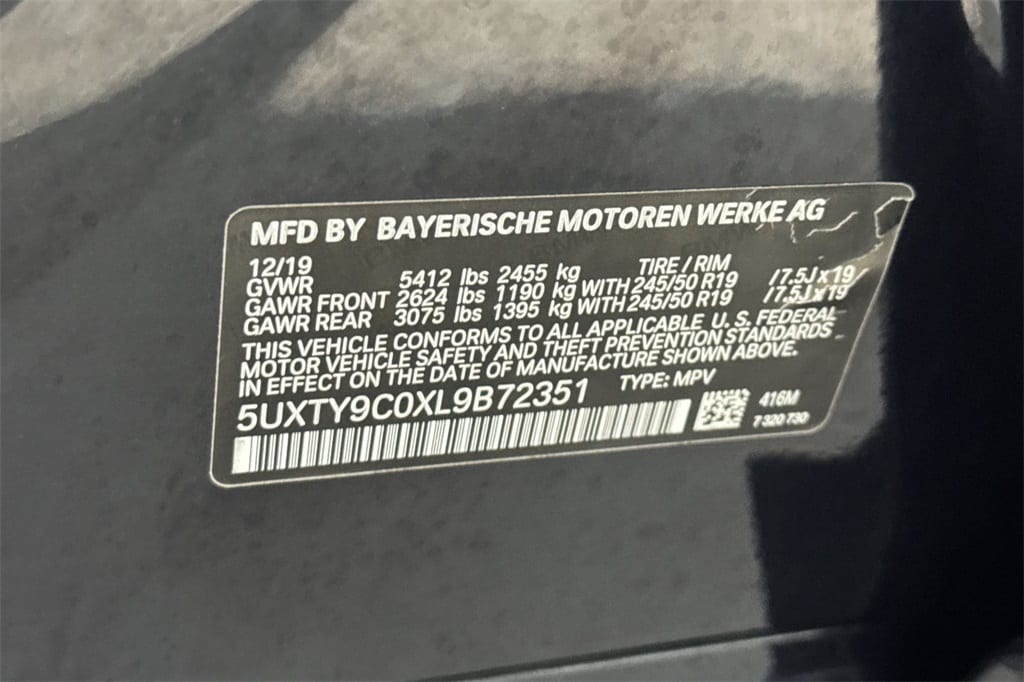 MFD BY BAYERISCHE MOTOREN WERKE AG
12/19 TIRE / RIM
GVWR 5412 lbs 2455 kg
GAWR FRONT 2624 lbs 1190 kg WITH 245/50 R19 /7.5J x 19
GAWR REAR 3075 lbs 1395 kg WITH 245/50 R19 /7.5J x 19
THIS VEHICLE CONFORMS TO ALL APPLICABLE U. S. FEDERAL
MOTOR VEHICLE SAFETY AND THEFT PREVENTION STANDARDS
IN EFFECT ON THE DATE OF MANUFACTURE SHOWN ABOVE.
5UXTY9C0XL9B72351 TYPE: MPV
416M
7 320 730